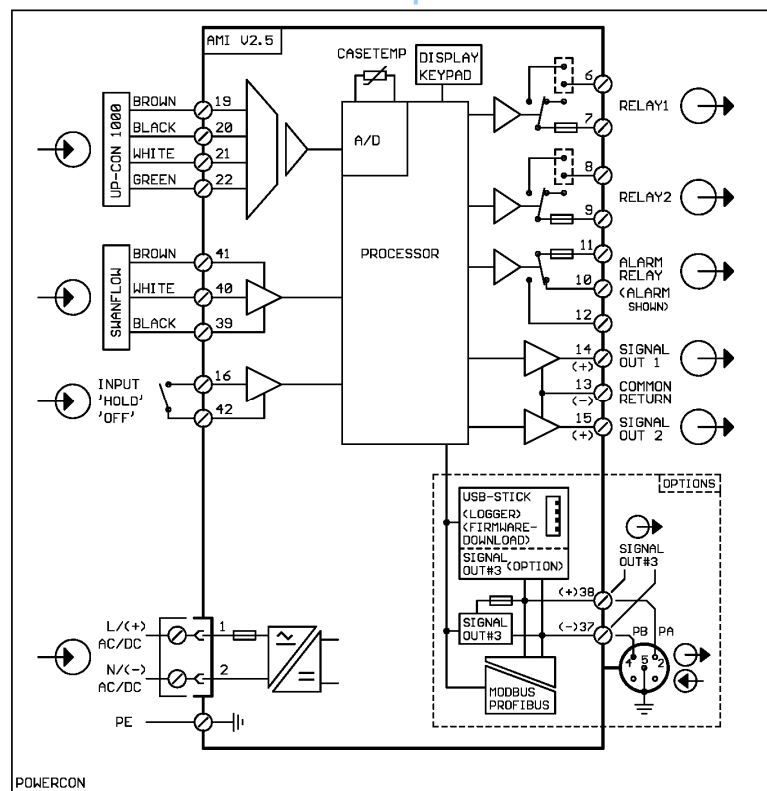 AMI V2.5
CASETEMP
DISPLAY
KEYPAD
A/D
PROCESSOR
UP-CON 1000
BROWN 19
BLACK 20
WHITE 21
GREEN 22
SWANFLOW
BROWN 41
WHITE 40
BLACK 39
INPUT
'HOLD'
'OFF'
16
42
6
RELAY1
7
8
RELAY2
9
11
ALARM
RELAY
10
(ALARM
SHOWN)
12
14
(+)
SIGNAL
OUT 1
13
(-)
COMMON
RETURN
15
(+)
SIGNAL
OUT 2
OPTIONS
USB-STICK
(LOGGER)
(FIRMWARE-
DOWNLOAD)
SIGNAL
OUT#3 (OPTION)
SIGNAL
OUT#3
(+)38
(-)37
SIGNAL
OUT#3
PB PA
4 5 2
MODBUS
PROFIBUS
L/(+)
AC/DC
1
N/(-)
AC/DC
2
PE
POWERCON